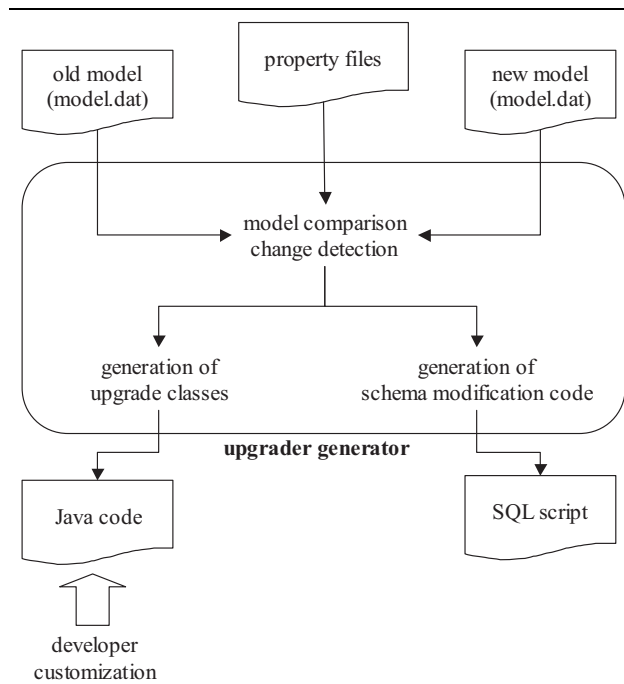 old model
(model.dat)
property files
new model
(model.dat)
model comparison
change detection
generation of
upgrade classes
generation of
schema modification code
upgrader generator
Java code
SQL script
developer
customization